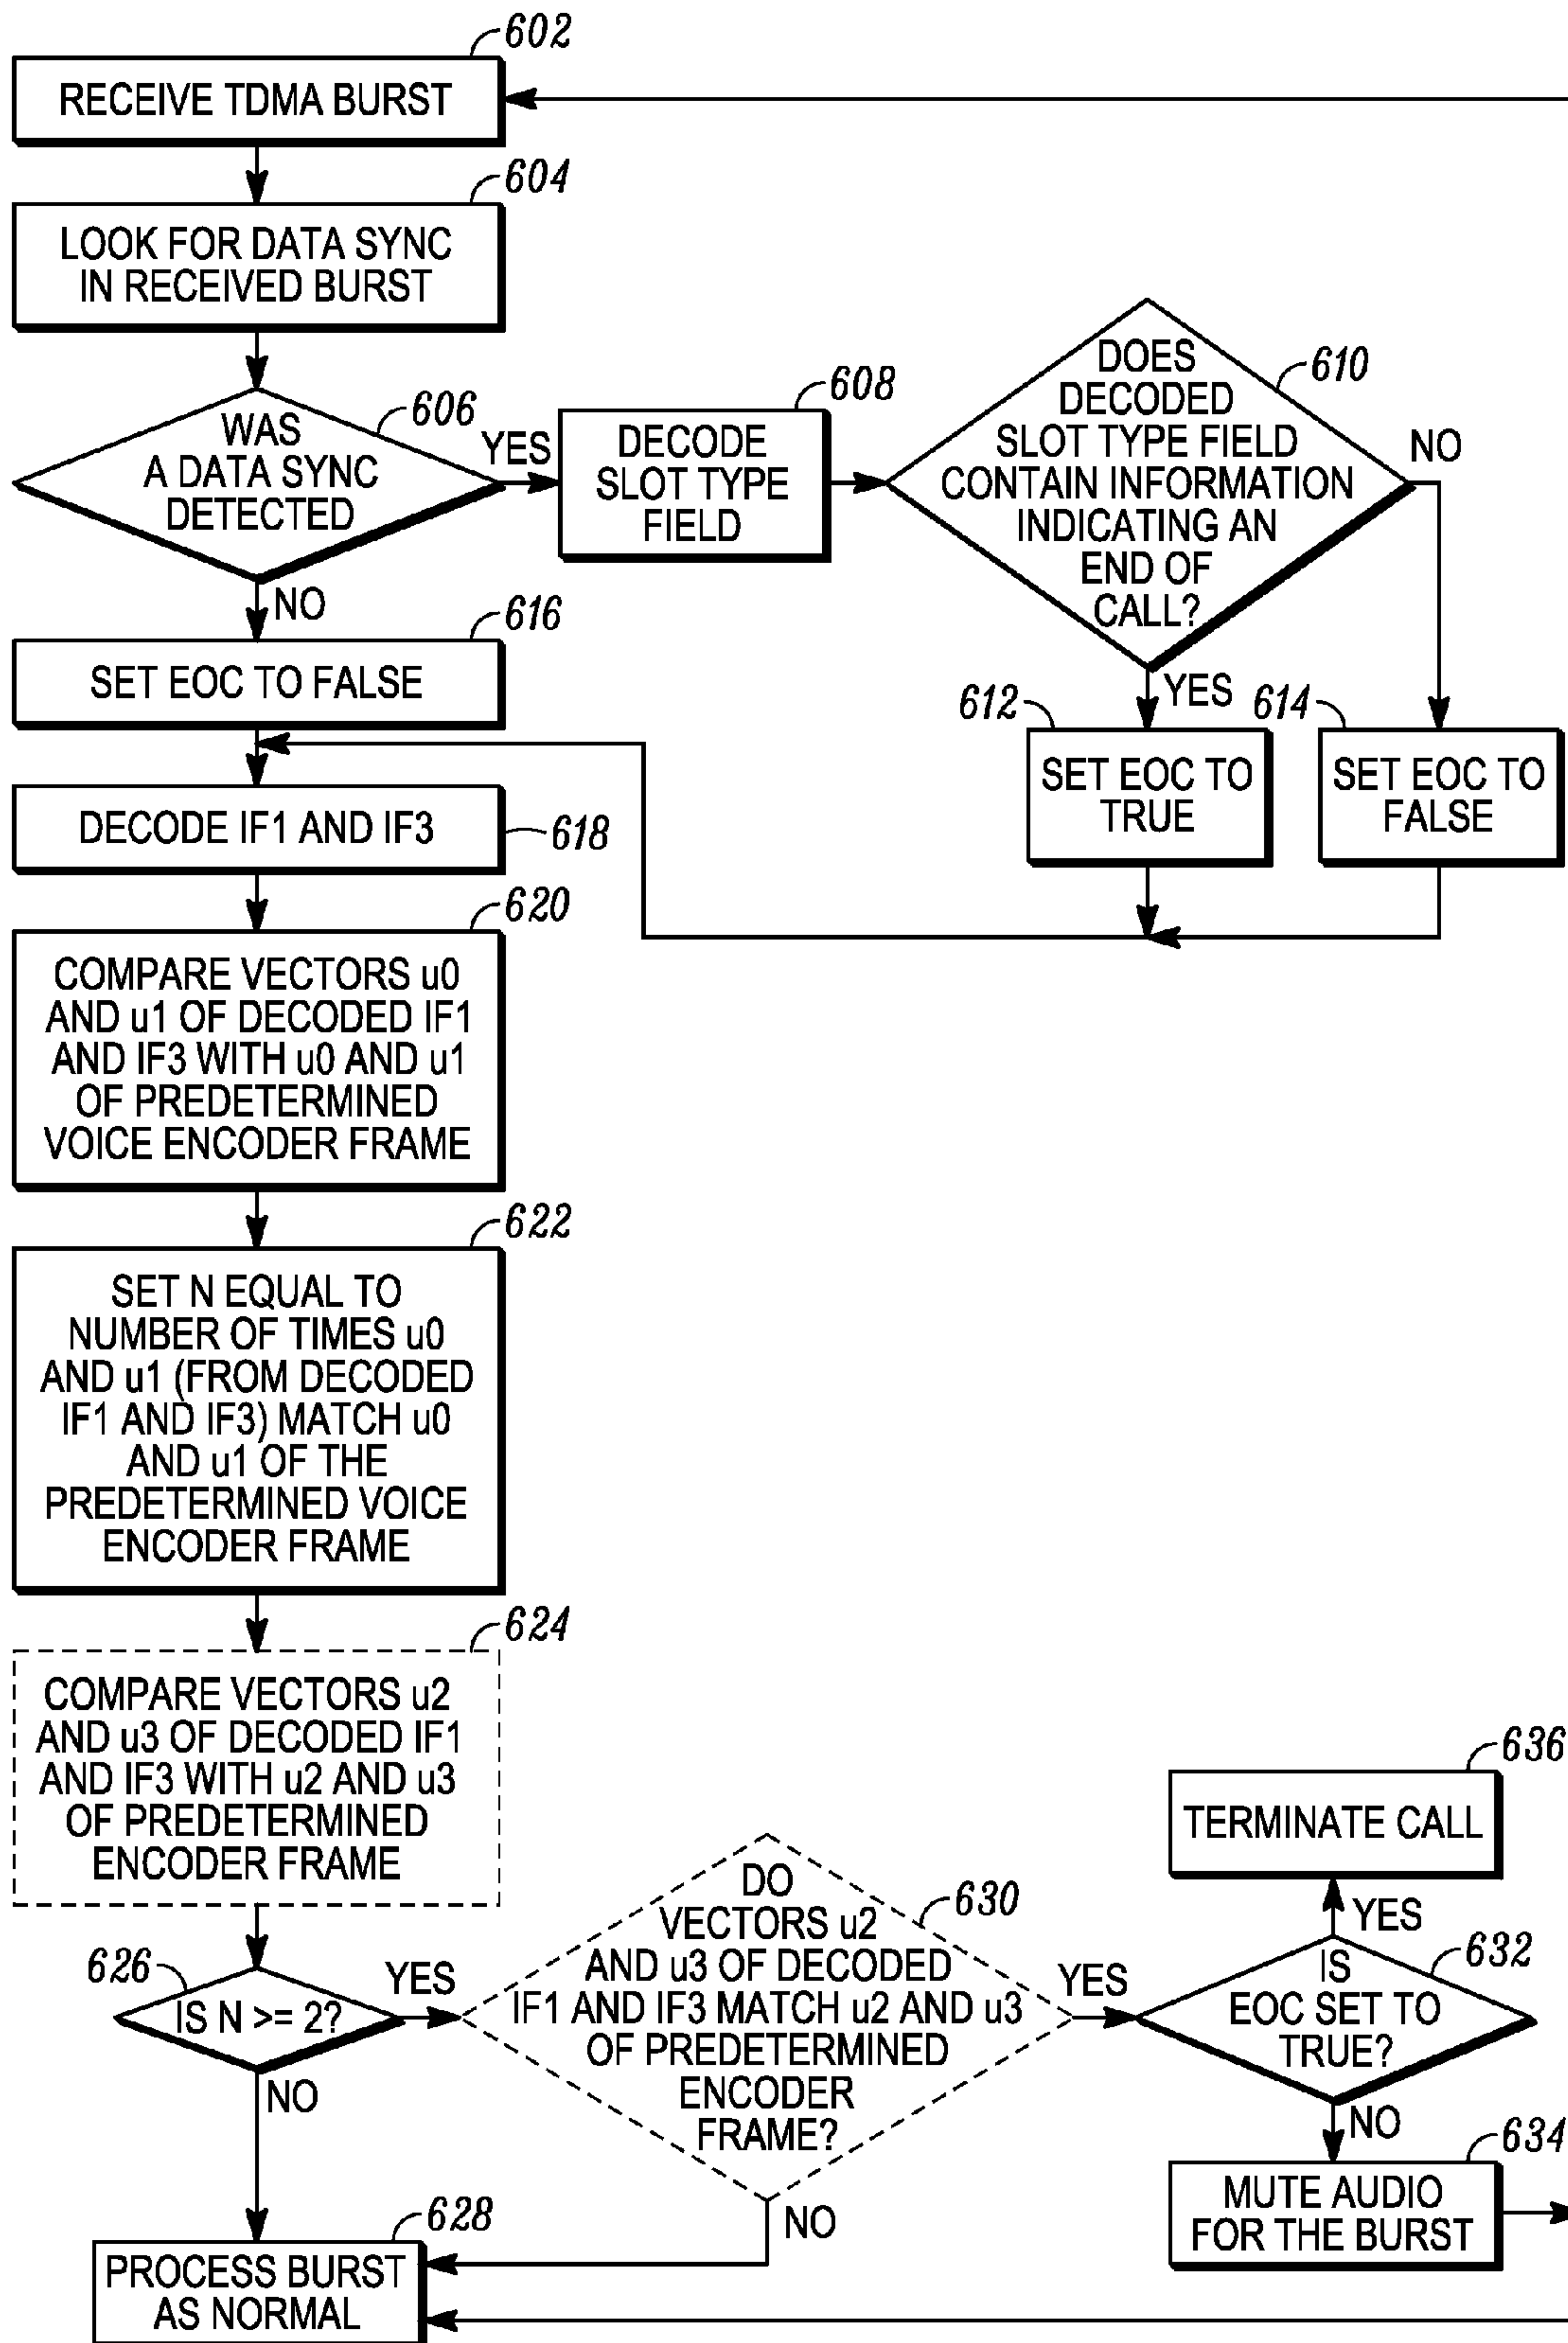 602
RECEIVE TDMA BURST
604
LOOK FOR DATA SYNC
IN RECEIVED BURST
606
WAS
A DATA SYNC
DETECTED
YES
NO
608
DECODE
SLOT TYPE
FIELD
610
DOES
DECODED
SLOT TYPE FIELD
CONTAIN INFORMATION
INDICATING AN
END OF
CALL?
NO
YES
612
SET EOC TO
TRUE
614
SET EOC TO
FALSE
616
SET EOC TO FALSE
DECODE IF1 AND IF3
618
620
COMPARE VECTORS u0
AND u1 OF DECODED IF1
AND IF3 WITH u0 AND u1
OF PREDETERMINED
VOICE ENCODER FRAME
622
SET N EQUAL TO
NUMBER OF TIMES u0
AND u1 (FROM DECODED
IF1 AND IF3) MATCH u0
AND u1 OF THE
PREDETERMINED VOICE
ENCODER FRAME
624
COMPARE VECTORS u2
AND u3 OF DECODED IF1
AND IF3 WITH u2 AND u3
OF PREDETERMINED
ENCODER FRAME
626
IS N >= 2?
YES
NO
630
DO
VECTORS u2
AND u3 OF DECODED
IF1 AND IF3 MATCH u2 AND u3
OF PREDETERMINED
ENCODER
FRAME?
YES
NO
636
TERMINATE CALL
YES
632
IS
EOC SET TO
TRUE?
NO
634
MUTE AUDIO
FOR THE BURST
628
PROCESS BURST
AS NORMAL